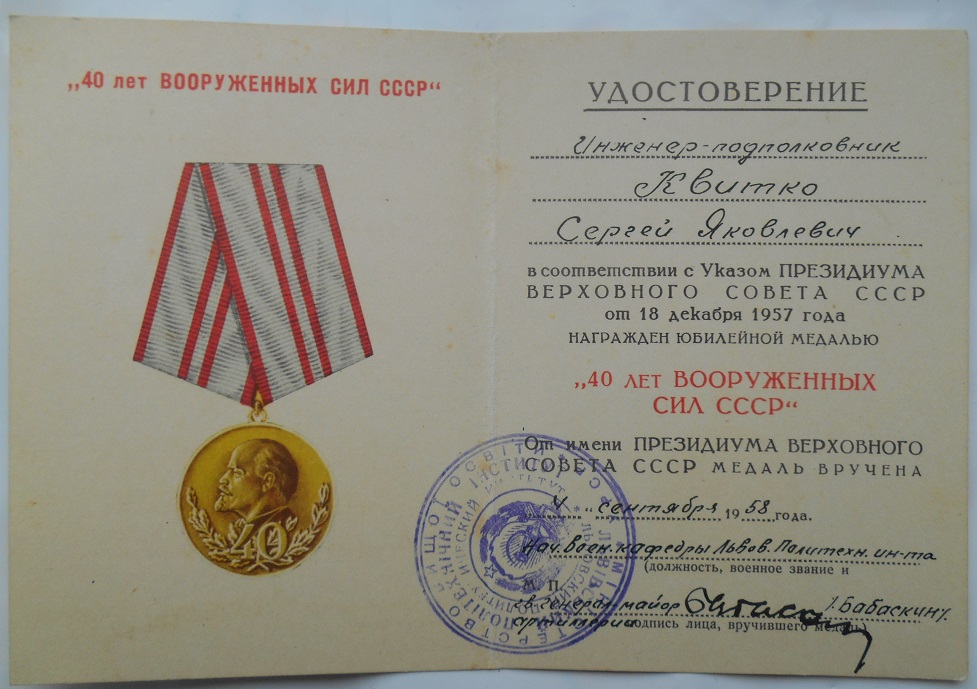 „40 лет ВООРУЖЕННЫХ СИЛ СССР“
40
УДОСТОВЕРЕНИЕ
Инженер-подполковник
Квитко
Сергей Яковлевич
в соответствии с Указом ПРЕЗИДИУМА
ВЕРХОВНОГО СОВЕТА СССР
от 18 декабря 1957 года
НАГРАЖДЕН ЮБИЛЕЙНОЙ МЕДАЛЬЮ
„40 ЛЕТ ВООРУЖЕННЫХ
СИЛ СССР“
От имени ПРЕЗИДИУМА ВЕРХОВНОГО
СОВЕТА СССР МЕДАЛЬ ВРУЧЕНА
„4“ сентября 1958 года.
Нач. воен. кафедры Львов. Политехн. ин-та
(должность, военное звание и
М. П.
генерал-майор /Бабаскин/
артиллерии подпись лица, вручившего медаль)